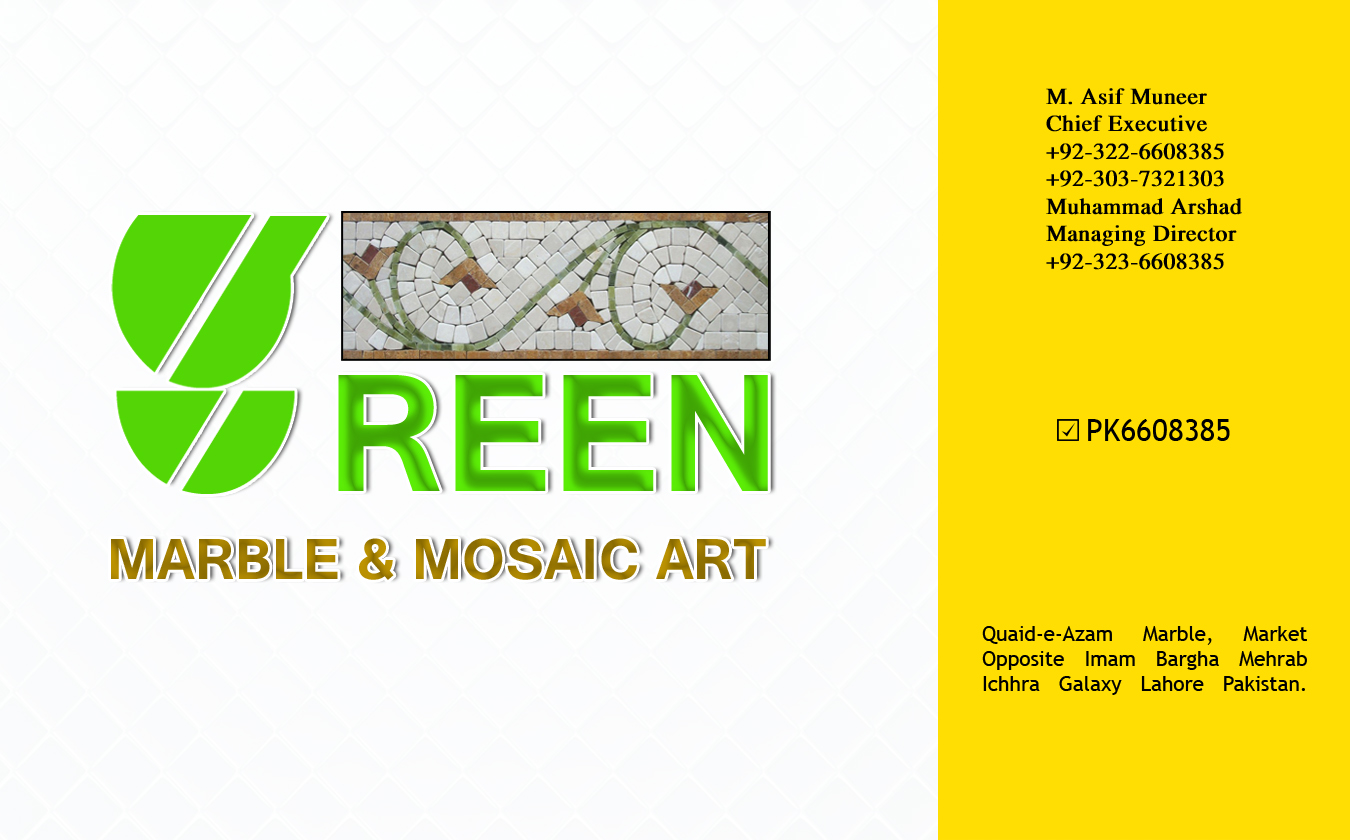 GREEN
MARBLE & MOSAIC ART
M. Asif Muneer
Chief Executive
+92-322-6608385
+92-303-7321303
Muhammad Arshad
Managing Director
+92-323-6608385
☑ PK6608385
Quaid-e-Azam Marble, Market
Opposite Imam Bargha Mehrab
Ichhra Galaxy Lahore Pakistan.